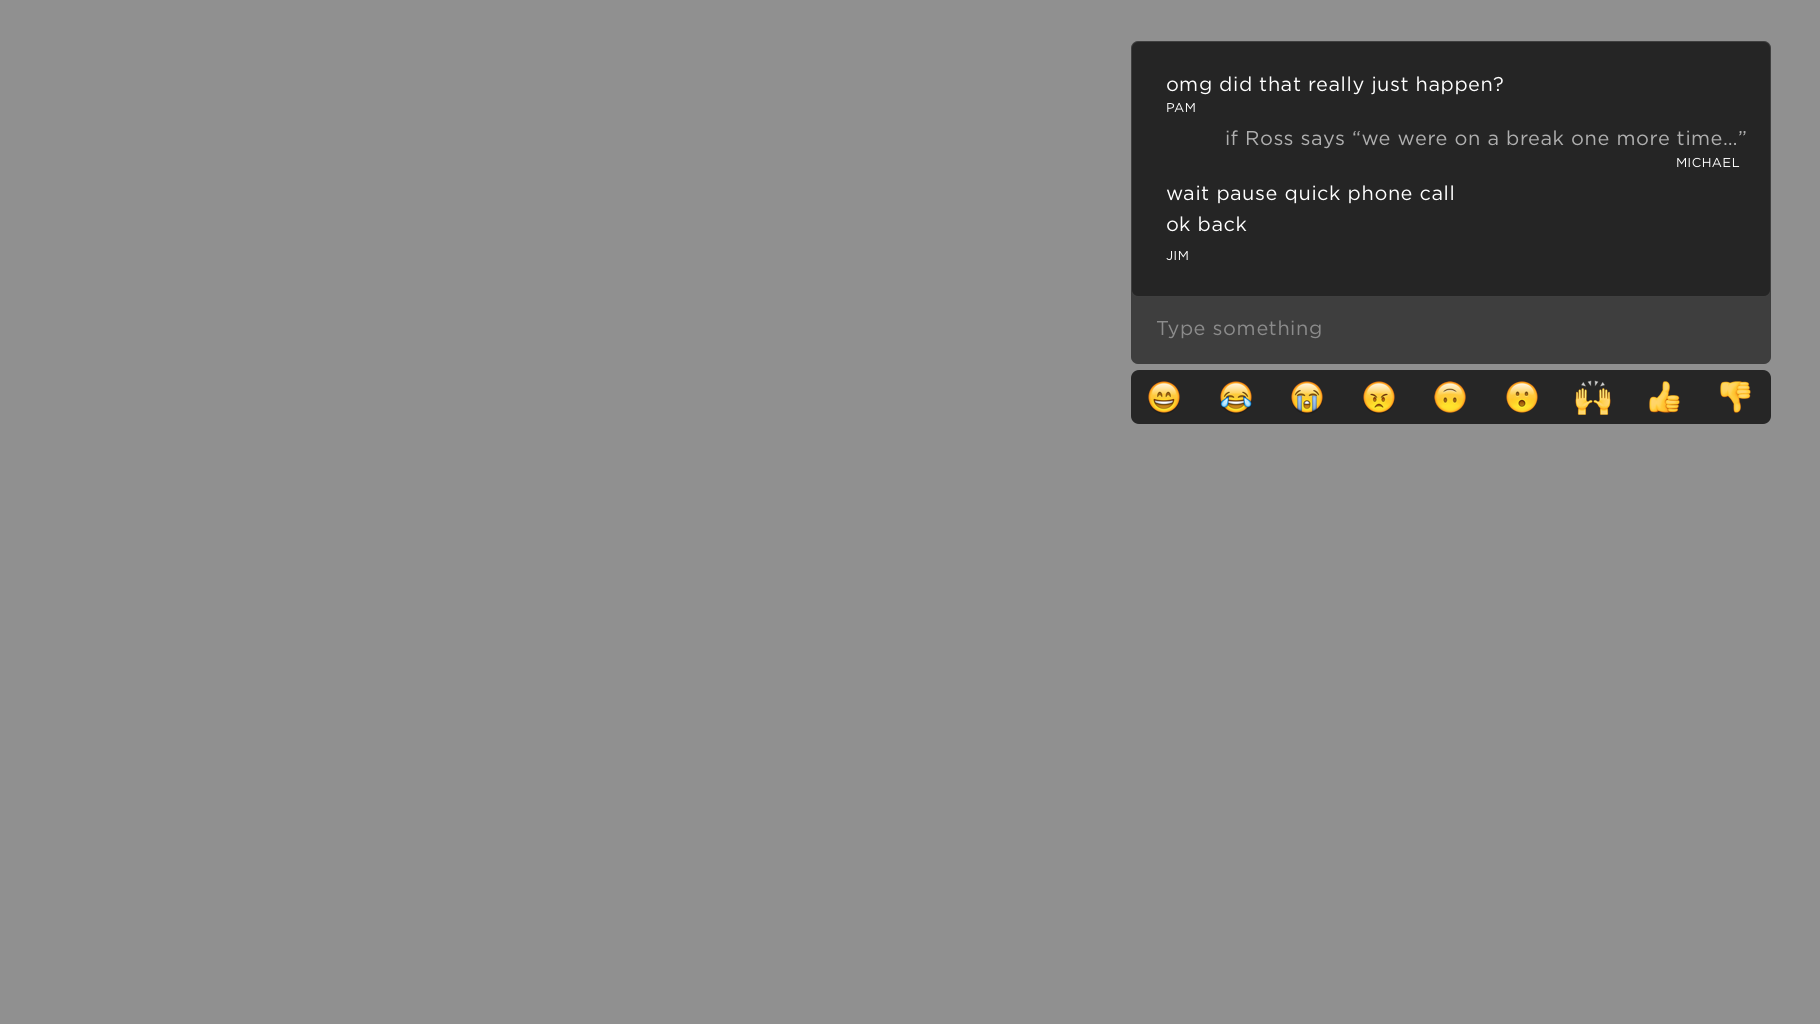 omg did that really just happen?
PAM
if Ross says “we were on a break one more time...”
MICHAEL
wait pause quick phone call
ok back
JIM
Type something